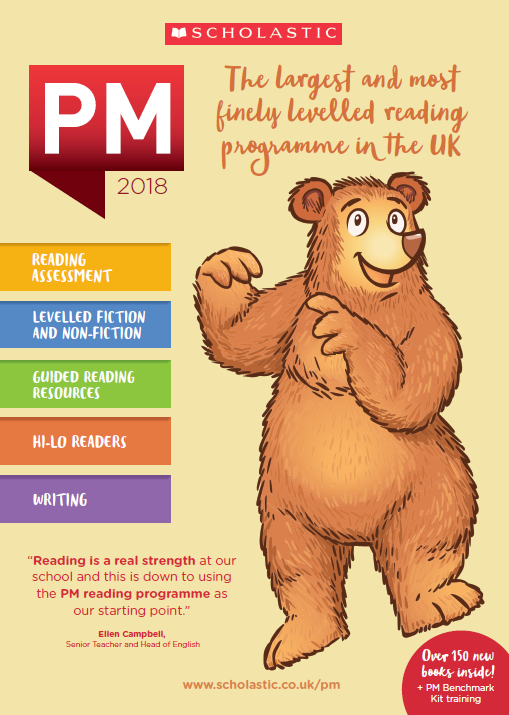 SCHOLASTIC
PM
2018
The largest and most
finely levelled reading
programme in the UK
READING
ASSESSMENT
LEVELLED FICTION
AND NON-FICTION
GUIDED READING
RESOURCES
HI-LO READERS
WRITING
“Reading is a real strength at our
school and this is down to using
the PM reading programme as
our starting point.”
Ellen Campbell,
Senior Teacher and Head of English
www.scholastic.co.uk/pm
Over 150 new
books inside!
+ PM Benchmark
Kit training